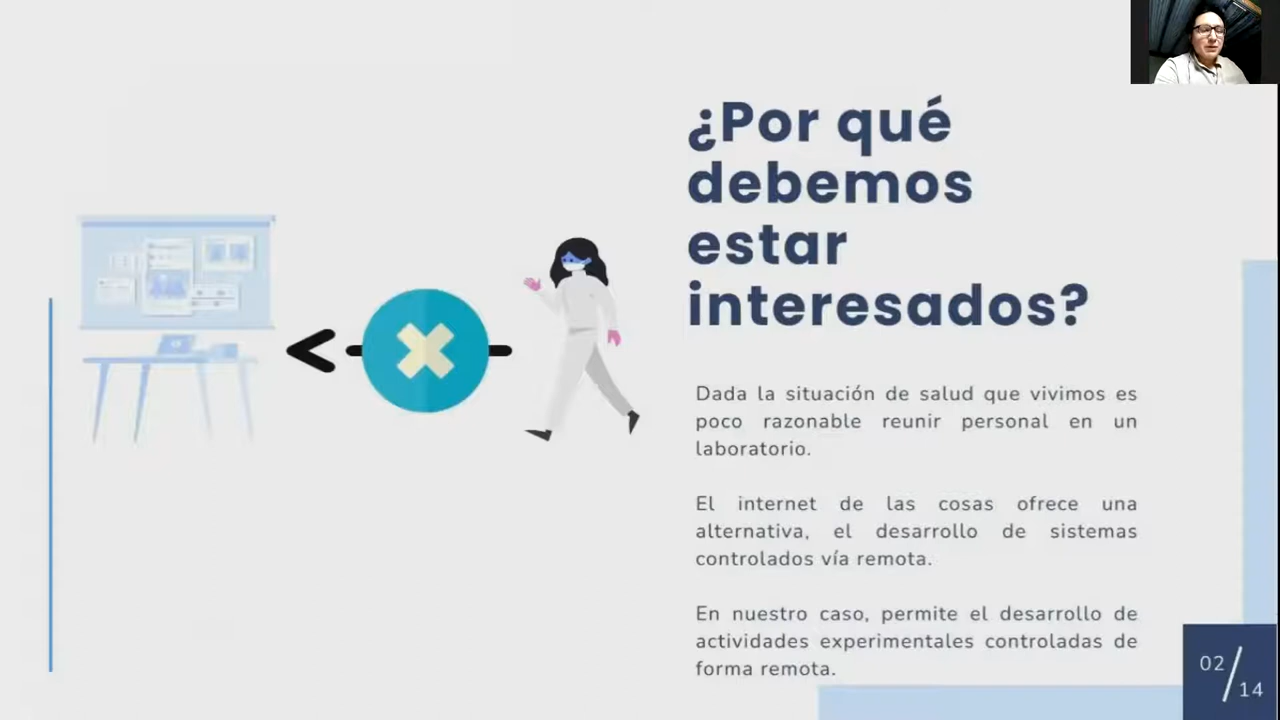 ¿Por qué
debemos
estar
interesados?
Dada la situación de salud que vivimos es
poco razonable reunir personal en un
laboratorio.
El internet de las cosas ofrece una
alternativa, el desarrollo de sistemas
controlados vía remota.
En nuestro caso, permite el desarrollo de
actividades experimentales controladas de
forma remota.
02/
14